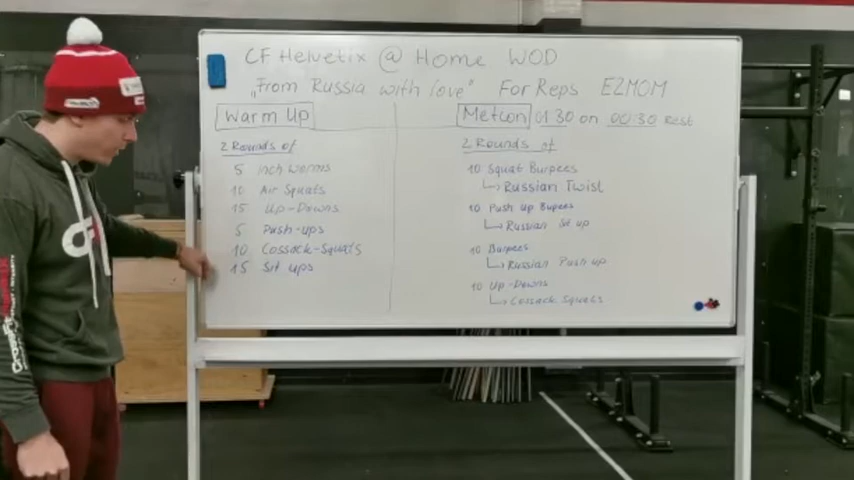 CF Helvetix @ Home WOD
"From Russia with love" For Reps EZMOM
Warm Up
2 Rounds of
5 inch worms
10 Air Squats
15 Up-Downs
5 Push-ups
10 Cossack-Squats
15 Sit ups
Metcon 01:30 on 00:30 Rest
2 Rounds of
10 Squat Burpees
Russian Twist
10 Push Up Bupees
Russian Sit up
10 Burpees
Russian Push up
10 Up-Downs
Cossack Squats